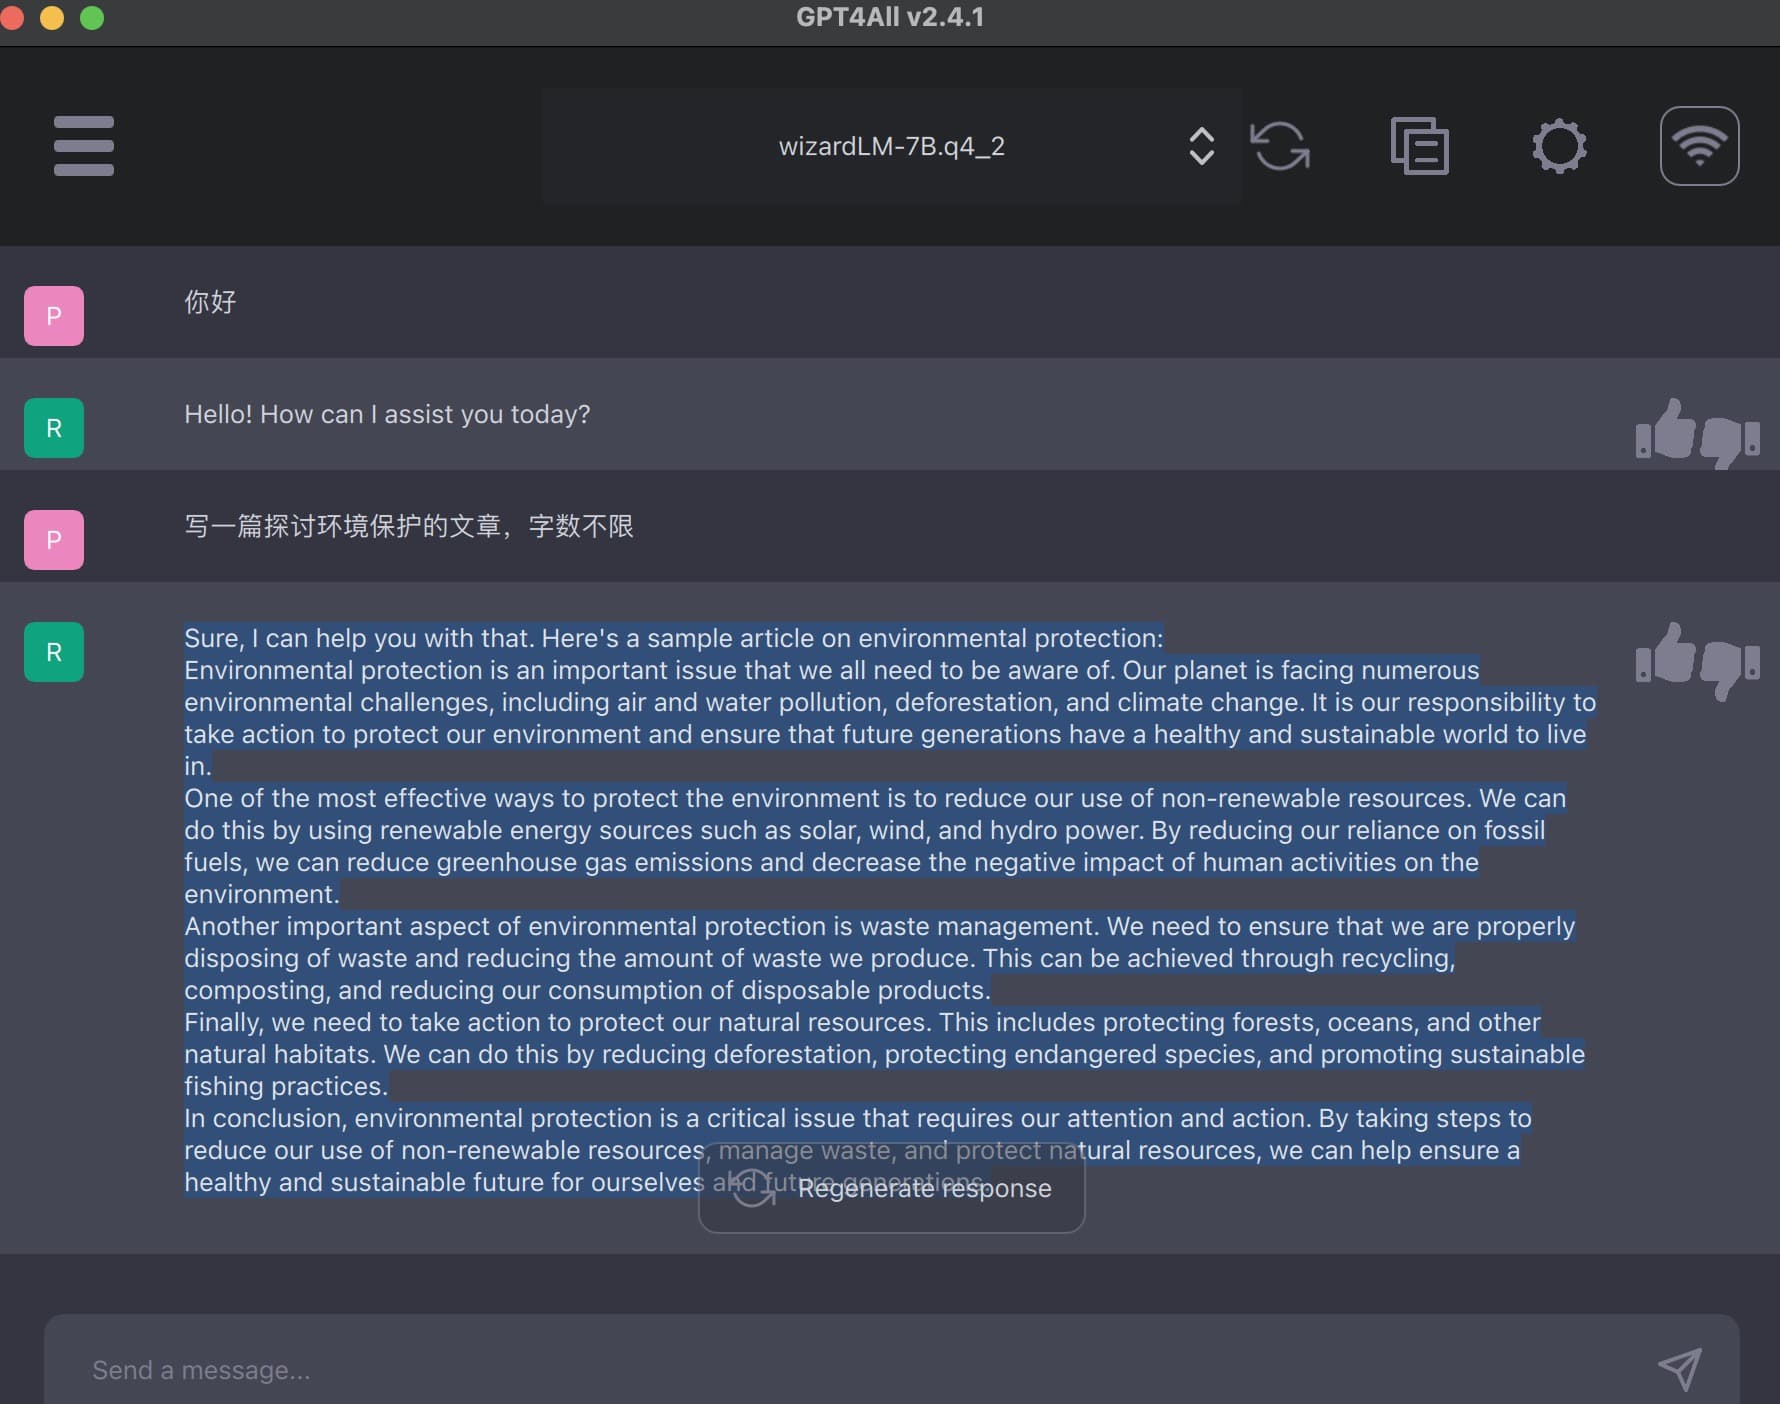 GPT4All v2.4.1
wizardLM-7B.q4_2
P
你好
R
Hello! How can I assist you today?
P
写一篇探讨环境保护的文章，字数不限
R
Sure, I can help you with that. Here's a sample article on environmental protection:
Environmental protection is an important issue that we all need to be aware of. Our planet is facing numerous
environmental challenges, including air and water pollution, deforestation, and climate change. It is our responsibility to
take action to protect our environment and ensure that future generations have a healthy and sustainable world to live
in.
One of the most effective ways to protect the environment is to reduce our use of non-renewable resources. We can
do this by using renewable energy sources such as solar, wind, and hydro power. By reducing our reliance on fossil
fuels, we can reduce greenhouse gas emissions and decrease the negative impact of human activities on the
environment.
Another important aspect of environmental protection is waste management. We need to ensure that we are properly
disposing of waste and reducing the amount of waste we produce. This can be achieved through recycling,
composting, and reducing our consumption of disposable products.
Finally, we need to take action to protect our natural resources. This includes protecting forests, oceans, and other
natural habitats. We can do this by reducing deforestation, protecting endangered species, and promoting sustainable
fishing practices.
In conclusion, environmental protection is a critical issue that requires our attention and action. By taking steps to
reduce our use of non-renewable resources, manage waste, and protect natural resources, we can help ensure a
healthy and sustainable future for ourselves and future generations.
Regenerate response
Send a message...